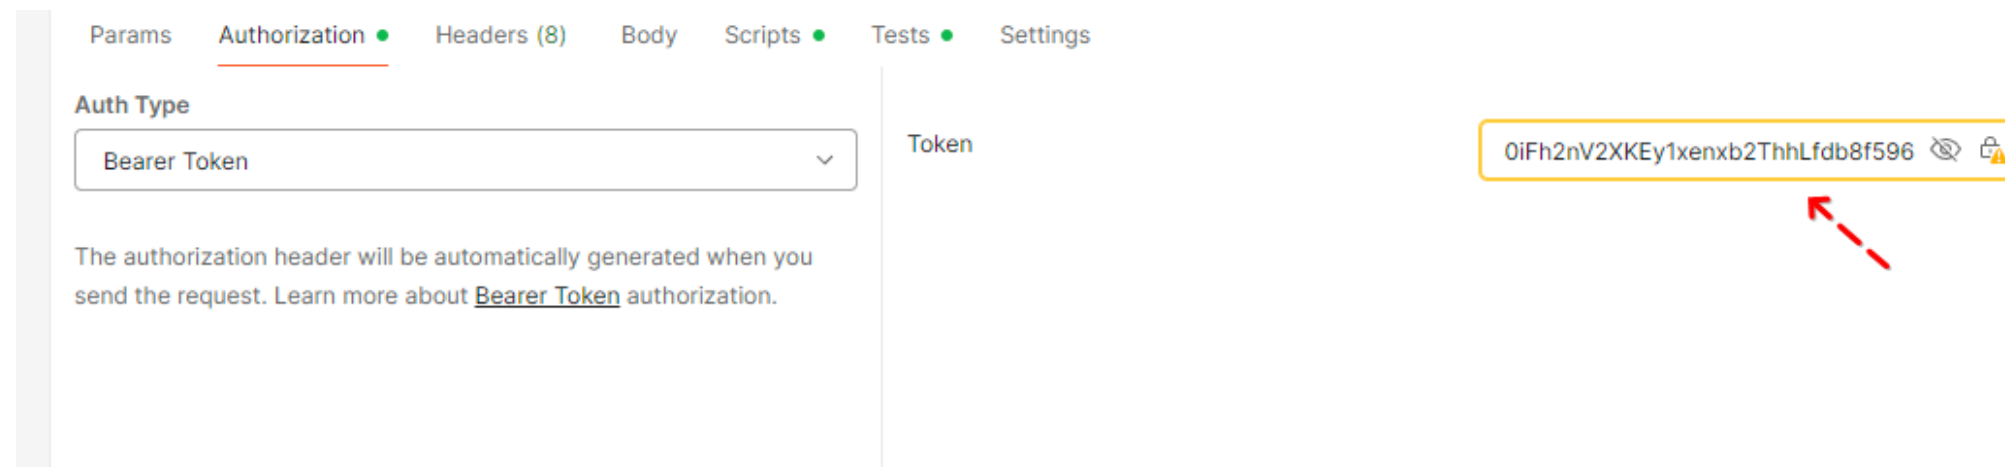 Params Authorization Headers (8) Body Scripts Tests Settings
Auth Type
Bearer Token
The authorization header will be automatically generated when you
send the request. Learn more about Bearer Token authorization.
Token
0iFh2nV2XKEy1xenxb2ThhLfdb8f596